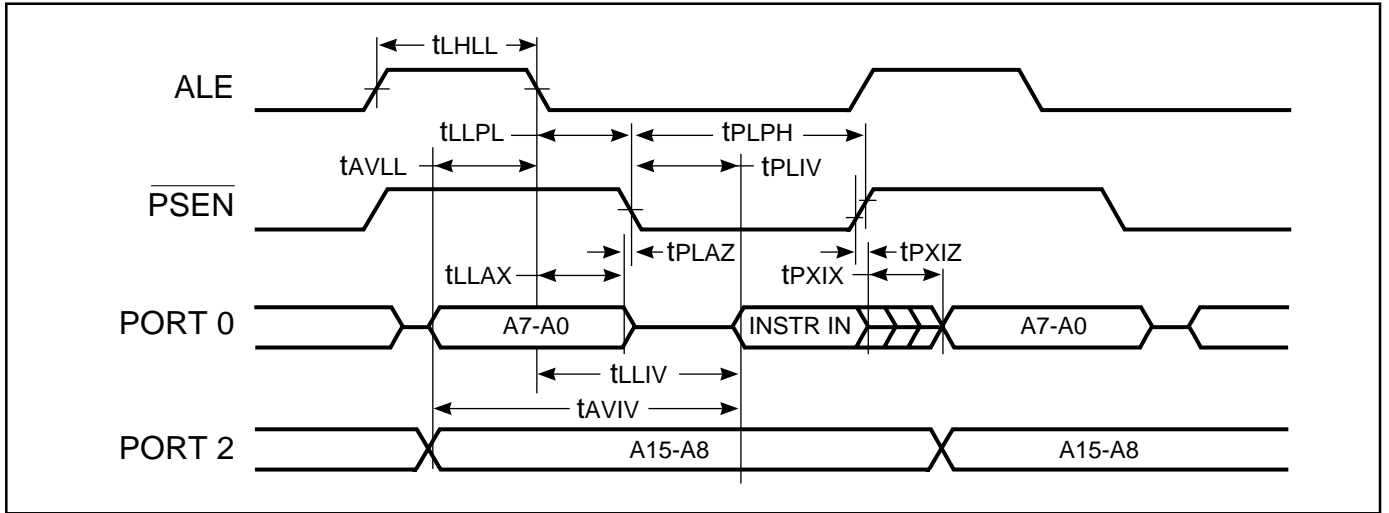 tLHLL
ALE
tLLPL
tPLPH
tAVLL
tPLIV
PSEN
tPLAZ
tPXIZ
tLLAX
tPXIX
PORT 0
A7-A0
INSTR IN
A7-A0
tLLIV
tAVIV
PORT 2
A15-A8
A15-A8